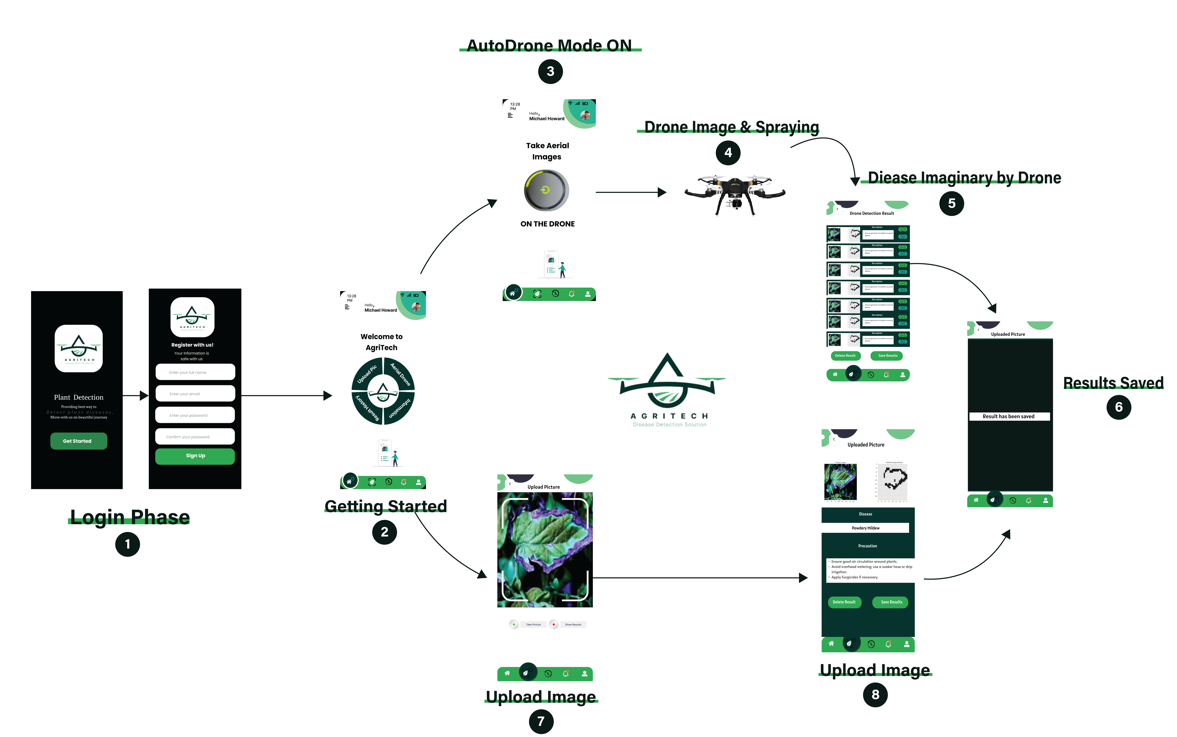 AutoDrone Mode ON
3
13:28
PM
Hello,
Michael Howard
Take Aerial
Images
ON THE DRONE
Drone Image & Spraying
4
Diease Imaginary by Drone
5
Drone Detection Result
Delete Result
Save Results
AGRITECH
Plant Detection
Providing best way to
Detect plant diseases,
Move with us on beautiful journey
Get Started
AGRITECH
Register with us!
Your information is
safe with us
Enter your full name
Enter your email
Enter your password
Confirm your password
Sign Up
Login Phase
1
13:28
PM
Hello,
Michael Howard
Welcome to
AgriTech
Upload Pic
Aerial Drone
Result History
Information
Getting Started
2
AGRITECH
Disease Detection Solution
Uploaded Picture
Result has been saved
Results Saved
6
Upload Picture
Upload Image
7
Uploaded Picture
Disease
Powdery Mildew
Precaution
- Ensure good air circulation around plants.
- Avoid overhead watering; use a soaker hose or drip
irrigation.
- Apply fungicides if necessary.
Delete Result
Save Results
Upload Image
8